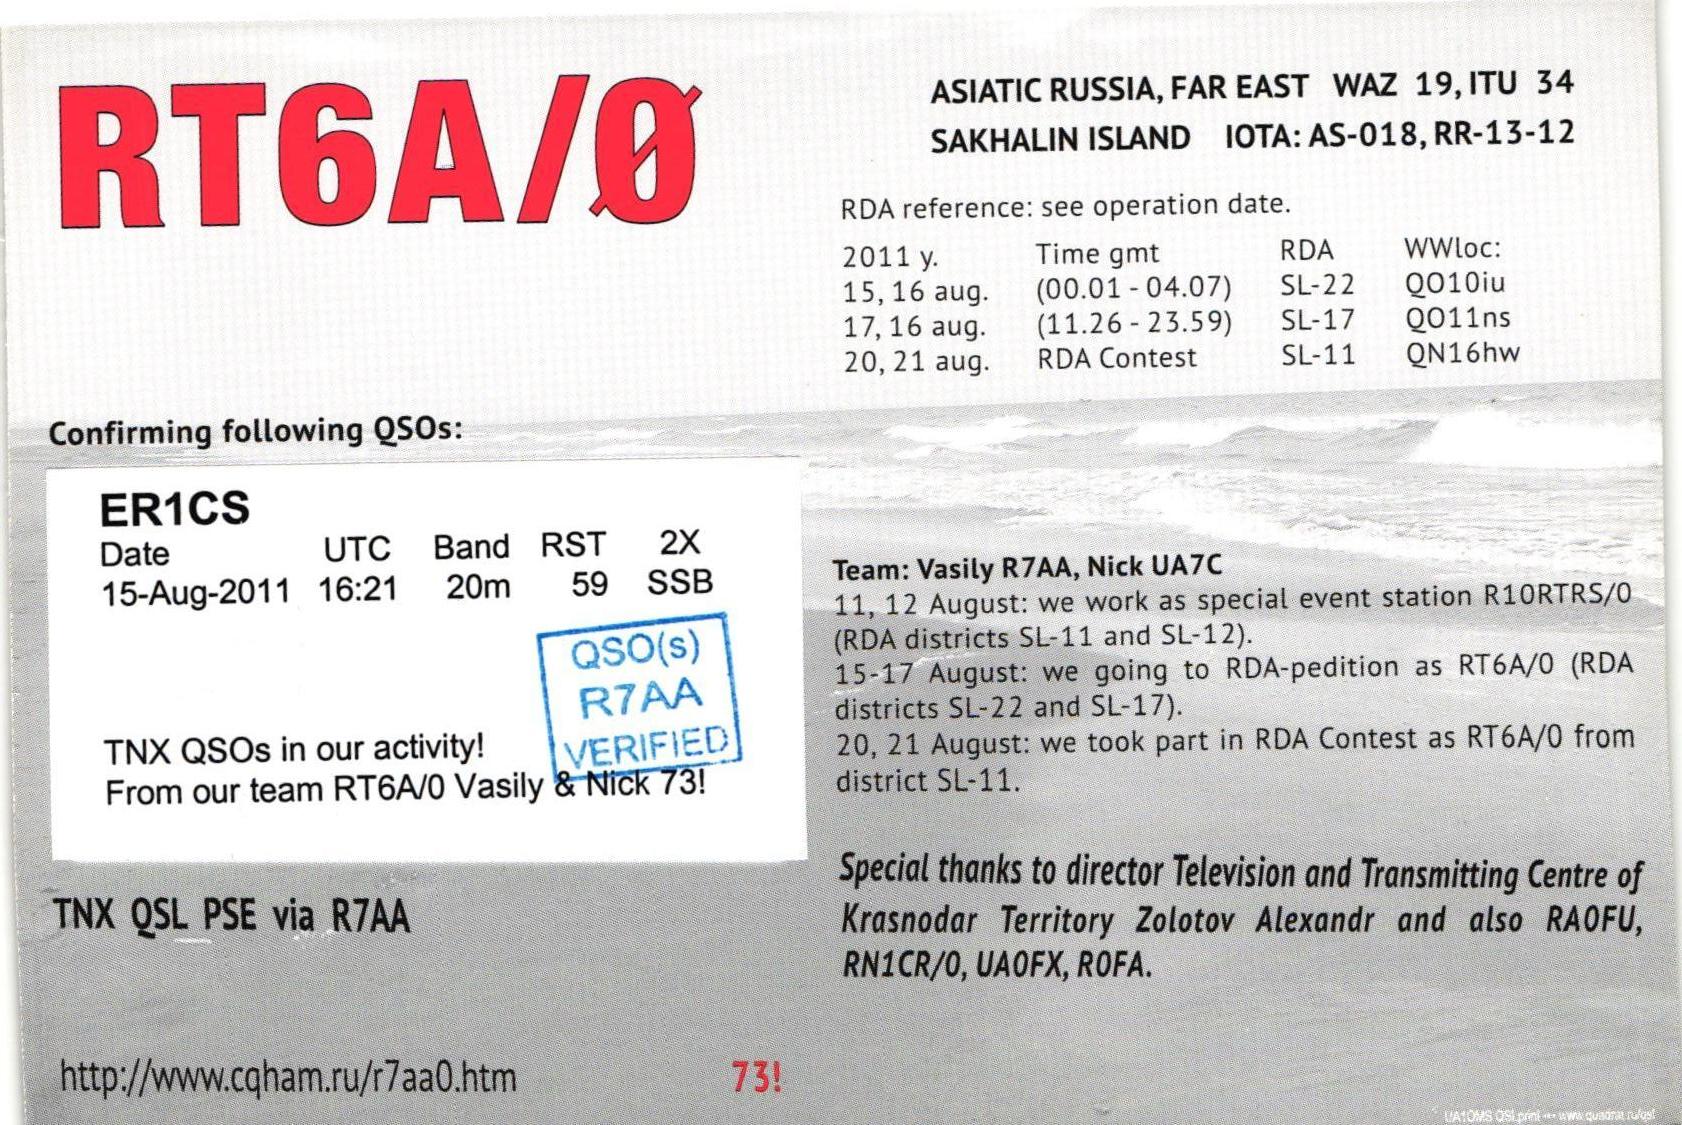 RT6A/0
ASIATIC RUSSIA, FAR EAST WAZ 19, ITU 34
SAKHALIN ISLAND IOTA: AS-018, RR-13-12
RDA reference: see operation date.
2011 y. Time gmt RDA WWloc:
15, 16 aug. (00.01 - 04.07) SL-22 QO10iu
17, 16 aug. (11.26 - 23.59) SL-17 QO11ns
20, 21 aug. RDA Contest SL-11 QN16hw
Confirming following QSOs:
ER1CS
Date UTC Band RST 2X
15-Aug-2011 16:21 20m 59 SSB
QSO(s)
R7AA
VERIFIED
TNX QSOs in our activity!
From our team RT6A/0 Vasily & Nick 73!
TNX QSL PSE via R7AA
http://www.cqham.ru/r7aa0.htm
73!
Team: Vasily R7AA, Nick UA7C
11, 12 August: we work as special event station R10RTRS/0
(RDA districts SL-11 and SL-12).
15-17 August: we going to RDA-pedition as RT6A/0 (RDA
districts SL-22 and SL-17).
20, 21 August: we took part in RDA Contest as RT6A/0 from
district SL-11.
Special thanks to director Television and Transmitting Centre of
Krasnodar Territory Zolotov Alexandr and also RA0FU,
RN1CR/0, UA0FX, R0FA.
UA1OMS QSLprint --- www.quadrat.ru/qsl